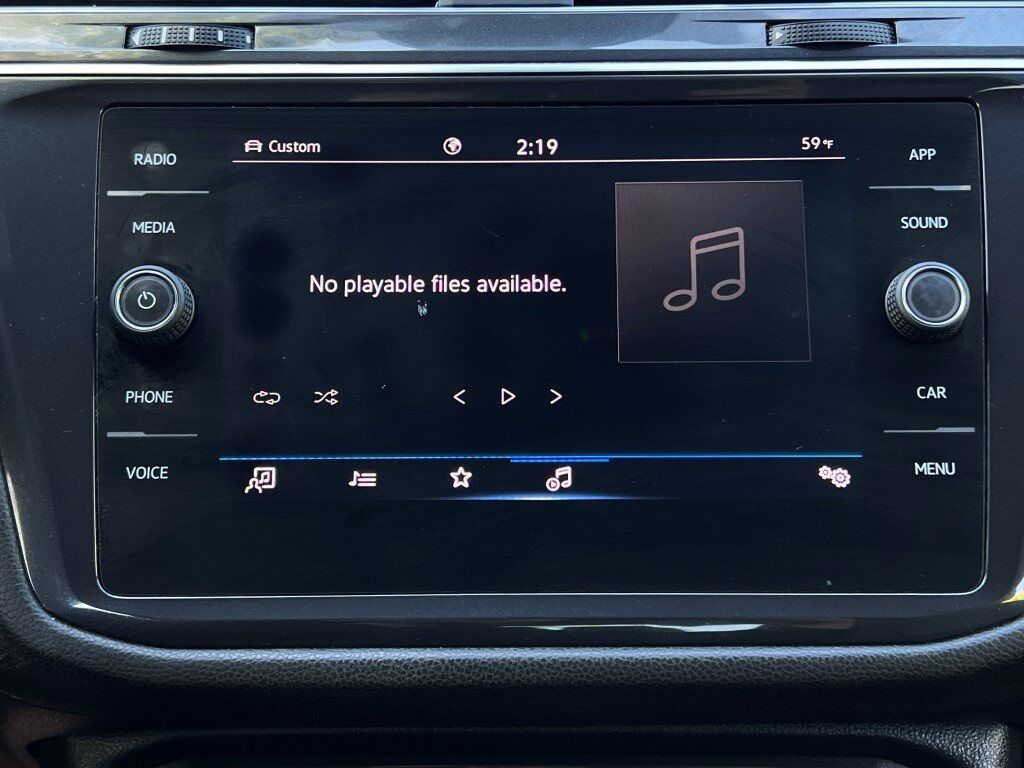 Custom
2:19
59°F
RADIO
MEDIA
PHONE
VOICE
No playable files available.
APP
SOUND
CAR
MENU